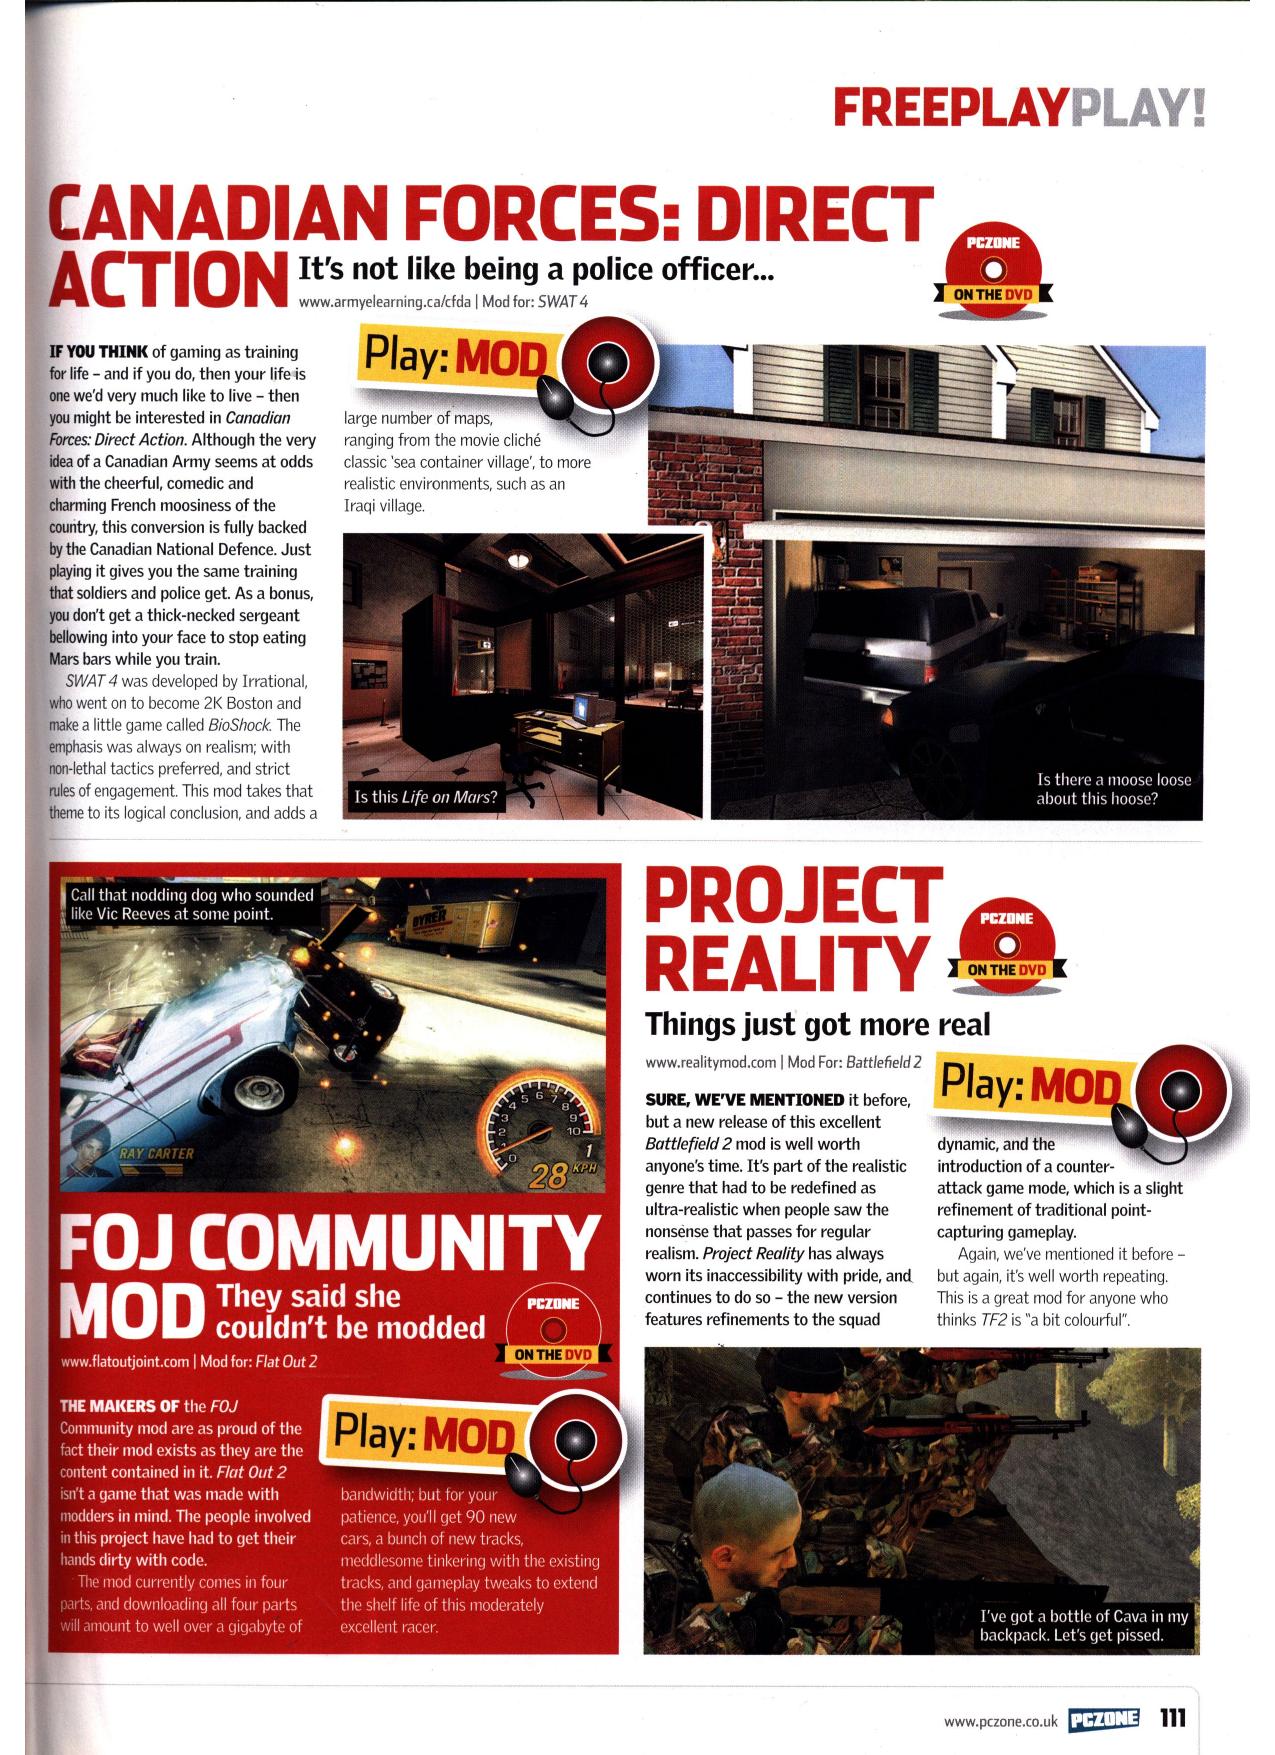 FREEPLAYPLAY!
CANADIAN FORCES: DIRECT
ACTION It's not like being a police officer...
www.armyelearning.ca/cfda | Mod for: SWAT 4
PCZONE
ON THE DVD
IF YOU THINK of gaming as training
for life – and if you do, then your life is
one we'd very much like to live – then
you might be interested in Canadian
Forces: Direct Action. Although the very
idea of a Canadian Army seems at odds
with the cheerful, comedic and
charming French moosiness of the
country, this conversion is fully backed
by the Canadian National Defence. Just
playing it gives you the same training
that soldiers and police get. As a bonus,
you don't get a thick-necked sergeant
bellowing into your face to stop eating
Mars bars while you train.
SWAT 4 was developed by Irrational,
who went on to become 2K Boston and
make a little game called BioShock. The
emphasis was always on realism; with
non-lethal tactics preferred, and strict
rules of engagement. This mod takes that
theme to its logical conclusion, and adds a
Play: MOD
large number of maps,
ranging from the movie cliché
classic 'sea container village', to more
realistic environments, such as an
Iraqi village.
Is this Life on Mars?
Is there a moose loose
about this hoose?
Call that nodding dog who sounded
like Vic Reeves at some point.
RYRER
RAY CARTER
0 1 2 3 4 5 6 7 8 9 10
1
28 KPH
FOJ COMMUNITY
MOD They said she
couldn't be modded
www.flatoutjoint.com | Mod for: Flat Out 2
PCZONE
ON THE DVD
THE MAKERS OF the FOJ
Community mod are as proud of the
fact their mod exists as they are the
content contained in it. Flat Out 2
isn't a game that was made with
modders in mind. The people involved
in this project have had to get their
hands dirty with code.
The mod currently comes in four
parts, and downloading all four parts
will amount to well over a gigabyte of
Play: MOD
bandwidth; but for your
patience, you'll get 90 new
cars, a bunch of new tracks,
meddlesome tinkering with the existing
tracks, and gameplay tweaks to extend
the shelf life of this moderately
excellent racer.
PROJECT
REALITY
PCZONE
ON THE DVD
Things just got more real
www.realitymod.com | Mod For: Battlefield 2
SURE, WE'VE MENTIONED it before,
but a new release of this excellent
Battlefield 2 mod is well worth
anyone's time. It's part of the realistic
genre that had to be redefined as
ultra-realistic when people saw the
nonsense that passes for regular
realism. Project Reality has always
worn its inaccessibility with pride, and
continues to do so – the new version
features refinements to the squad
Play: MOD
dynamic, and the
introduction of a counter-
attack game mode, which is a slight
refinement of traditional point-
capturing gameplay.
Again, we've mentioned it before –
but again, it's well worth repeating.
This is a great mod for anyone who
thinks TF2 is "a bit colourful".
I've got a bottle of Cava in my
backpack. Let's get pissed.
www.pczone.co.uk PCZONE 111